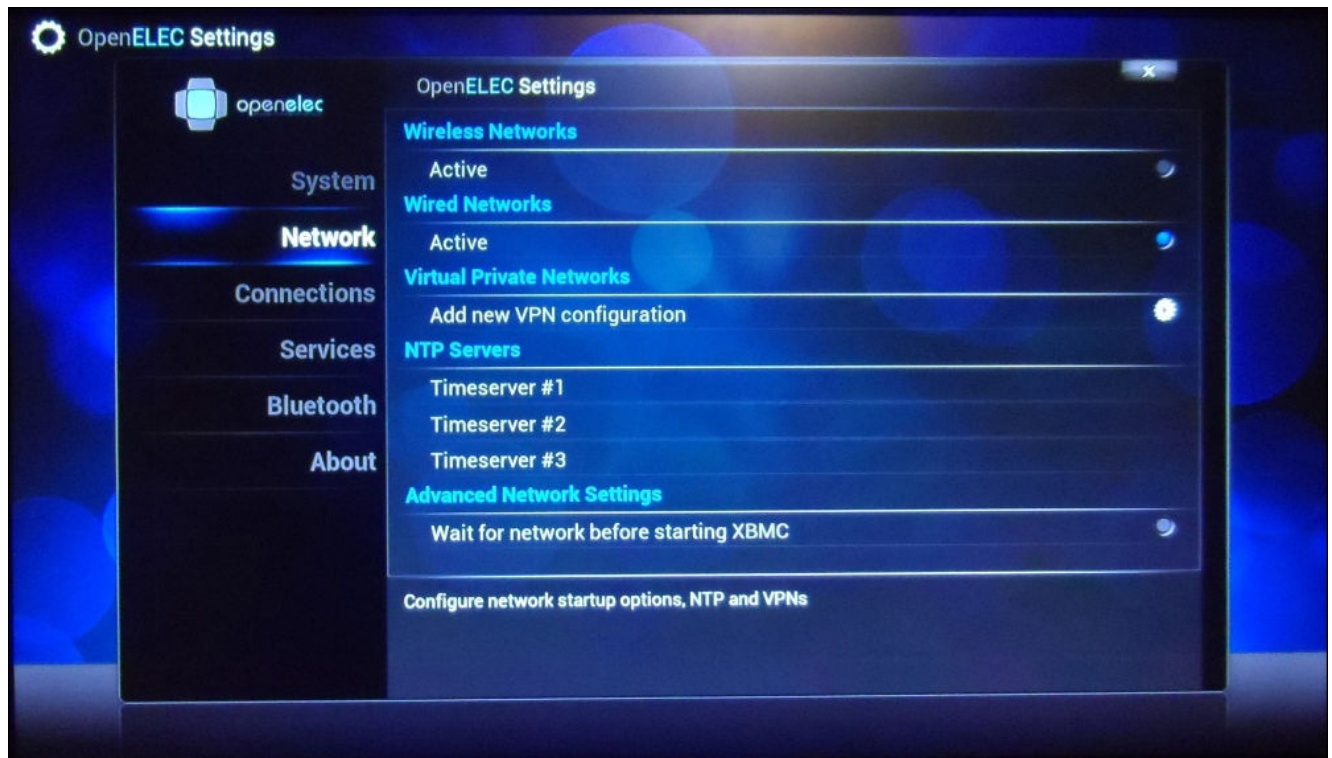 OpenELEC Settings
openelec
OpenELEC Settings
x
System
Network
Connections
Services
Bluetooth
About
Wireless Networks
Active
Wired Networks
Active
Virtual Private Networks
Add new VPN configuration
NTP Servers
Timeserver #1
Timeserver #2
Timeserver #3
Advanced Network Settings
Wait for network before starting XBMC
Configure network startup options, NTP and VPNs